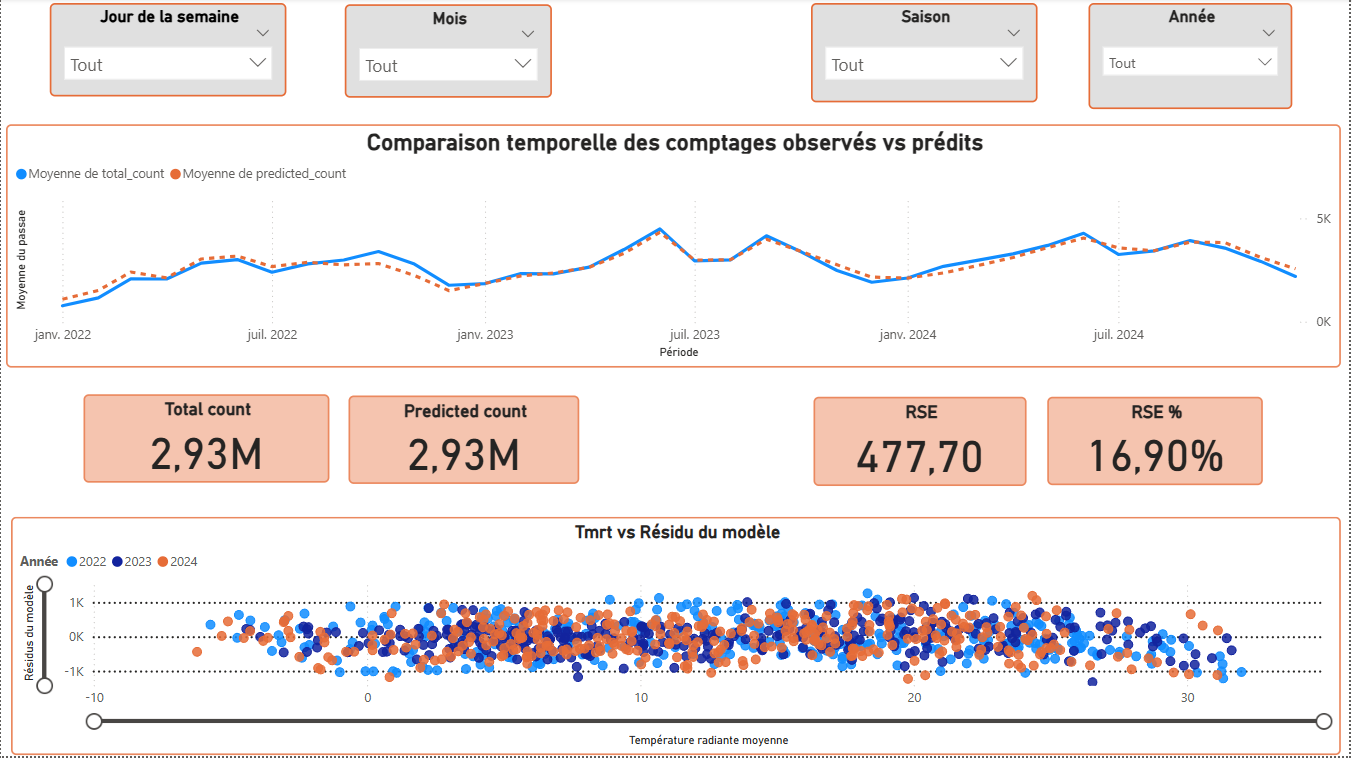 Jour de la semaine
Tout
Mois
Tout
Saison
Tout
Année
Tout
Comparaison temporelle des comptages observés vs prédits
Moyenne de total_count Moyenne de predicted_count
Moyenne du passae
5K
0K
janv. 2022 juil. 2022 janv. 2023 juil. 2023 janv. 2024 juil. 2024
Période
Total count
2,93M
Predicted count
2,93M
RSE
477,70
RSE %
16,90%
Tmrt vs Résidu du modèle
Année 2022 2023 2024
Résidus du modèle
1K
0K
-1K
-10 0 10 20 30
Température radiante moyenne